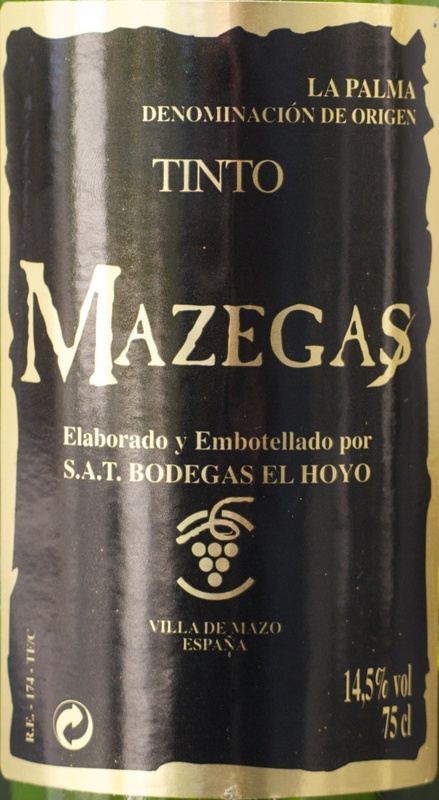 LA PALMA
DENOMINACIÓN DE ORIGEN
TINTO
MAZEGAS
Elaborado y Embotellado por
S.A.T. BODEGAS EL HOYO
VILLA DE MAZO
ESPAÑA
R.E. - 174 - TF/C
14,5% vol
75 cl